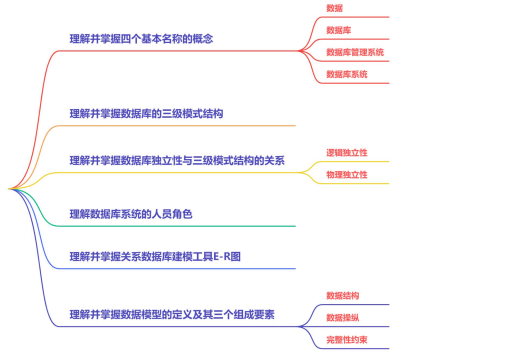 理解并掌握四个基本名称的概念
数据
数据库
数据库管理系统
数据库系统
理解并掌握数据库的三级模式结构
理解并掌握数据库独立性与三级模式结构的关系
逻辑独立性
物理独立性
理解数据库系统的人员角色
理解并掌握关系数据库建模工具E-R图
理解并掌握数据模型的定义及其三个组成要素
数据结构
数据操纵
完整性约束